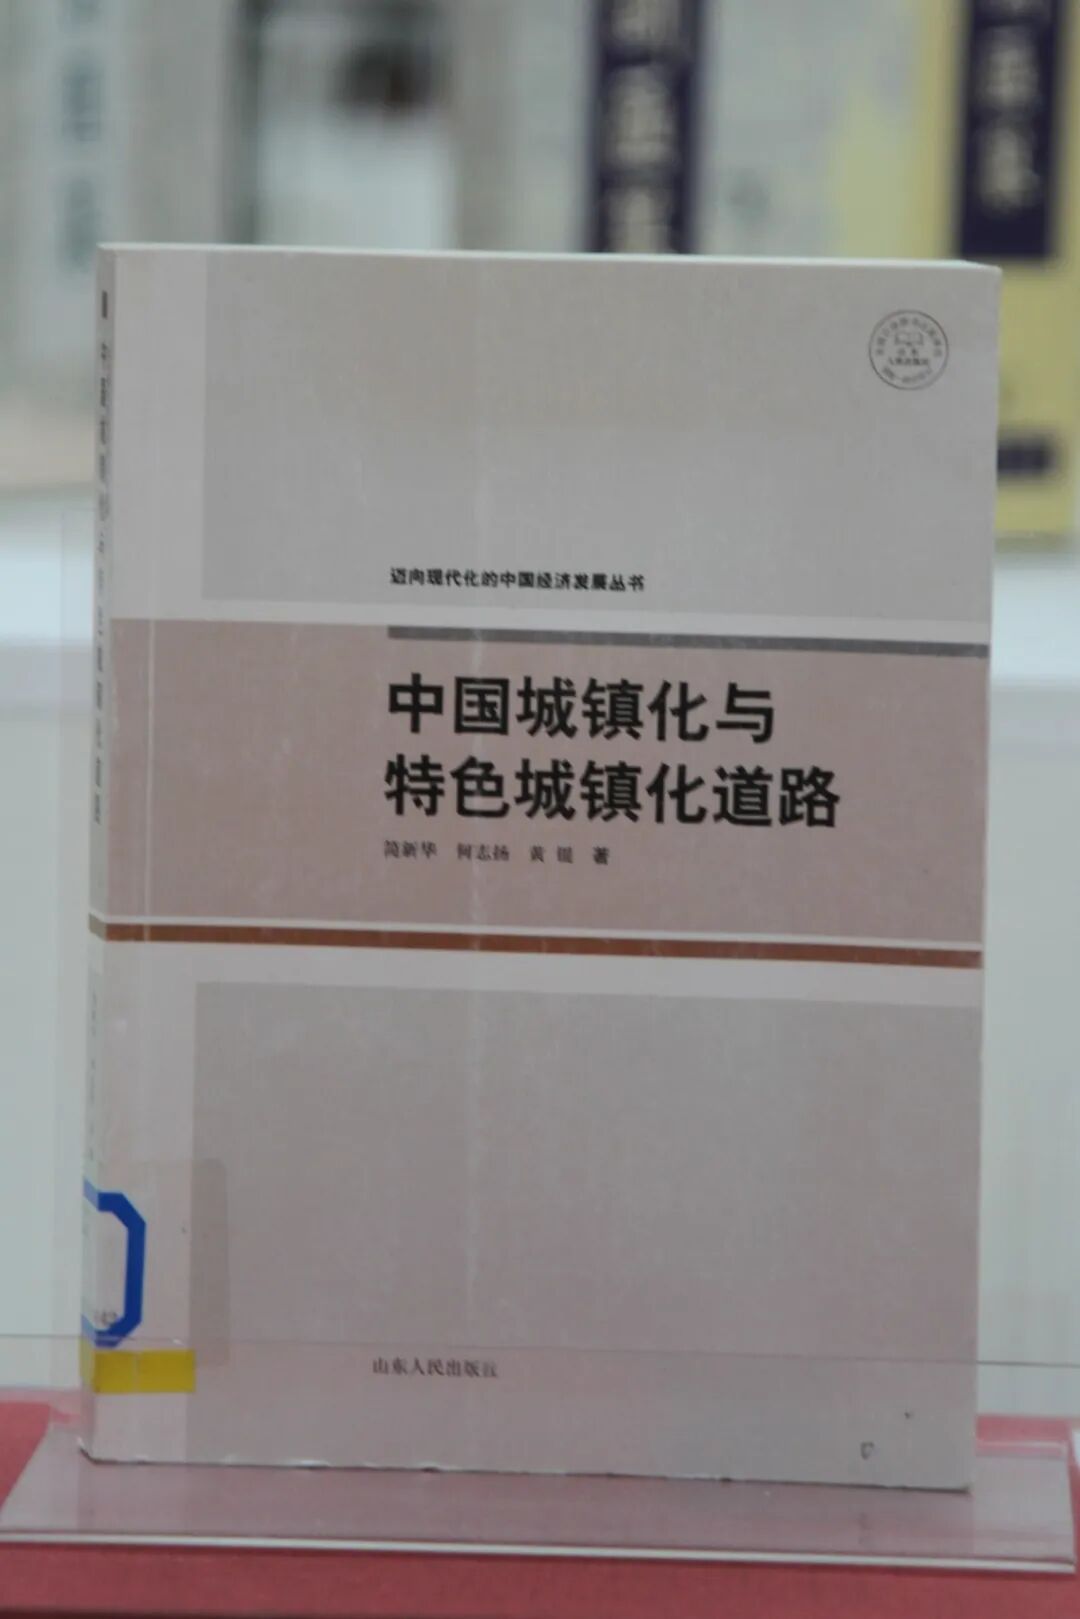 迈向现代化的中国经济发展丛书
中国城镇化与
特色城镇化道路
简新华 何志扬 黄锟 著
山东人民出版社